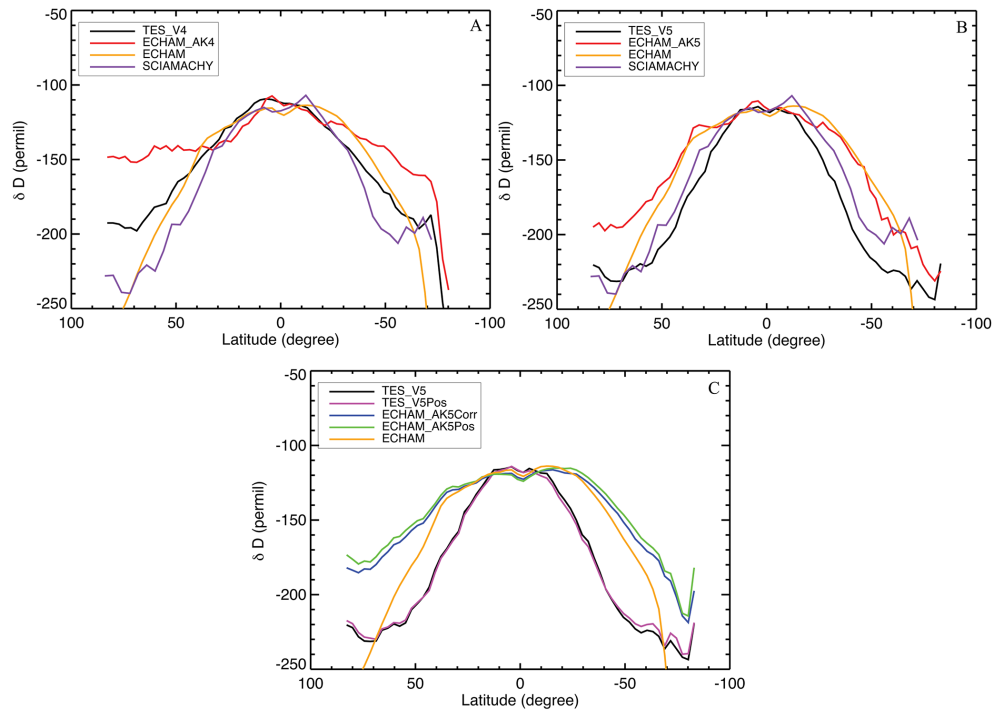 A
TES_V4
ECHAM_AK4
ECHAM
SCIAMACHY
-50
-100
-150
-200
-250
δ D (permil)
100 50 0 -50 -100
Latitude (degree)
B
TES_V5
ECHAM_AK5
ECHAM
SCIAMACHY
-50
-100
-150
-200
-250
δ D (permil)
100 50 0 -50 -100
Latitude (degree)
C
TES_V5
TES_V5Pos
ECHAM_AK5Corr
ECHAM_AK5Pos
ECHAM
-50
-100
-150
-200
-250
δ D (permil)
100 50 0 -50 -100
Latitude (degree)